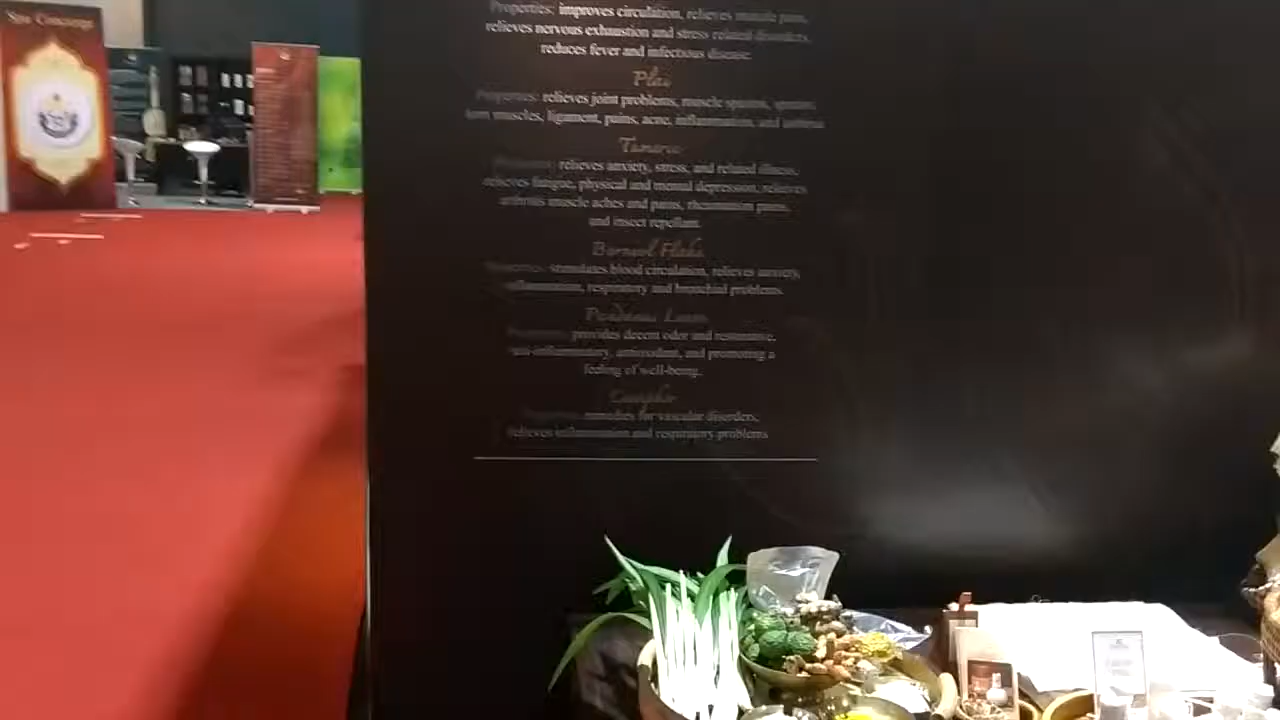 Spa Concierge
Properties: improves circulation, relieves muscle pain,
relieves nervous exhaustion and stress related disorders,
reduces fever and infectious disease.
Plai
Properties: relieves joint problems, muscle spasms, sprains,
torn muscles, ligament, pains, acne, inflammation, and
Tumeric
Properties: relieves anxiety, stress, and related illness,
relieves fatigue, physical and mental depression, relieves
arthritis muscle aches and pains, rheumatism pains,
and insect repellant.
Borneol Flakes
Properties: stimulates blood circulation, relieves anxiety,
inflammation, respiratory and bronchial problems.
Pandanus Leaves
Properties: provides decent odor and restorative,
anti-inflammatory, antioxidant, and promoting a
feeling of well-being.
Camphor
Properties: remedies for vascular disorders,
relieves inflammation and respiratory problems